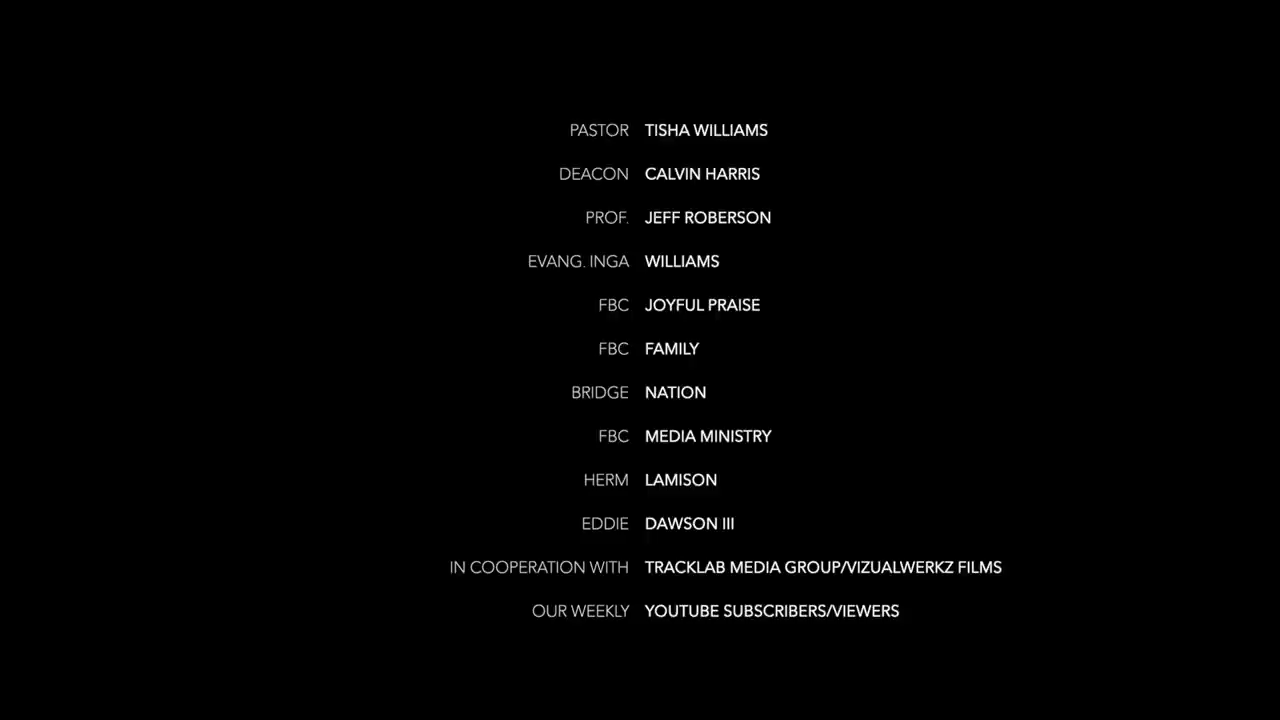 PASTOR TISHA WILLIAMS
DEACON CALVIN HARRIS
PROF. JEFF ROBERSON
EVANG. INGA WILLIAMS
FBC JOYFUL PRAISE
FBC FAMILY
BRIDGE NATION
FBC MEDIA MINISTRY
HERM LAMISON
EDDIE DAWSON III
IN COOPERATION WITH TRACKLAB MEDIA GROUP/VIZUALWERKZ FILMS
OUR WEEKLY YOUTUBE SUBSCRIBERS/VIEWERS